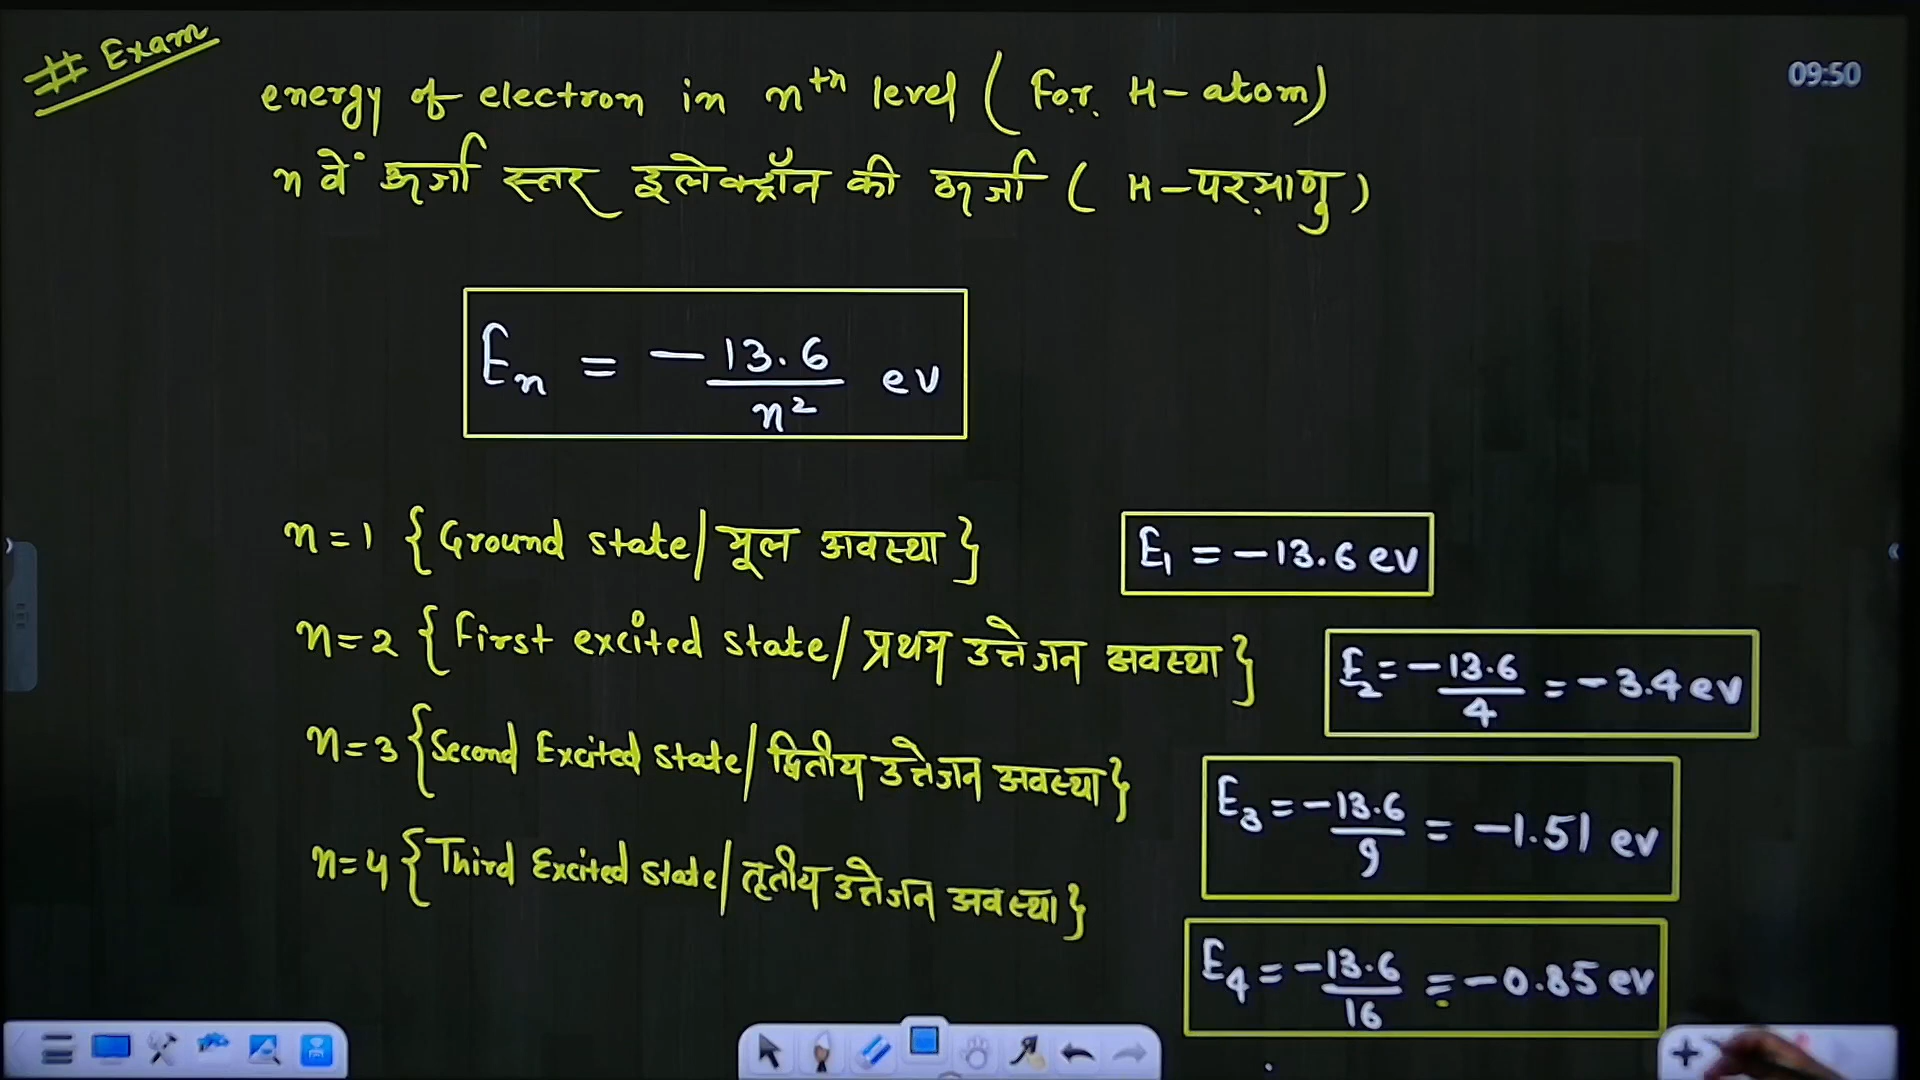 # Exam
09:50
energy of electron in nth level ( for H-atom)
n वें ऊर्जा स्तर इलेक्ट्रॉन की ऊर्जा ( H-परमाणु )
En = -13.6/n² ev
n=1 { Ground state/ मूल अवस्था } E₁ = -13.6 ev
n=2 { First excited state/ प्रथम उत्तेजन अवस्था } E₂ = -13.6/4 = -3.4 ev
n=3 { Second Excited state/ द्वितीय उत्तेजन अवस्था } E₃ = -13.6/9 = -1.51 ev
n=4 { Third Excited state/ तृतीय उत्तेजन अवस्था } E₄ = -13.6/16 = -0.85 ev